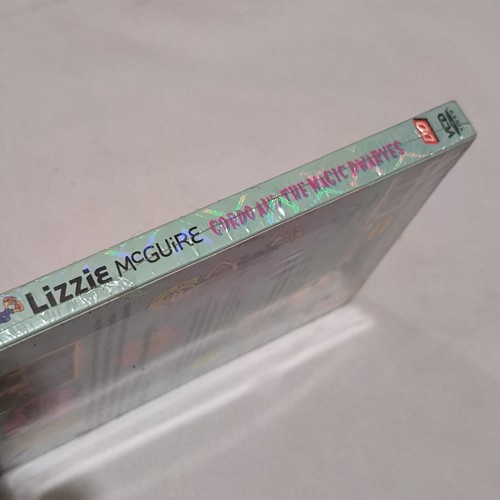 Lizzie McGUiRE GORDO AND THE MAGIC DWARVES
VCD